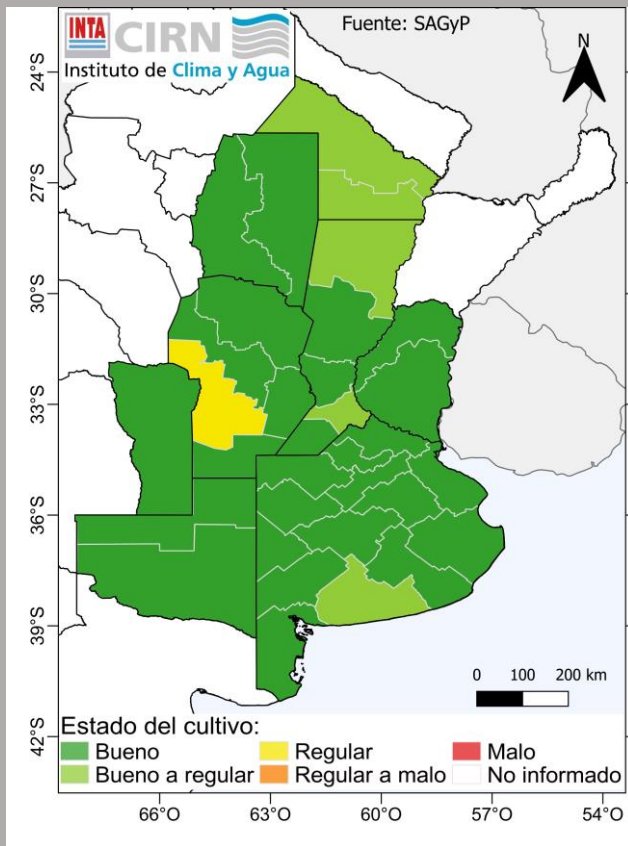 INTA CIRN
Instituto de Clima y Agua
Fuente: SAGyP
N
24°S
27°S
30°S
33°S
36°S
39°S
42°S
0 100 200 km
Estado del cultivo:
Bueno
Regular
Malo
Bueno a regular
Regular a malo
No informado
66°O 63°O 60°O 57°O 54°O